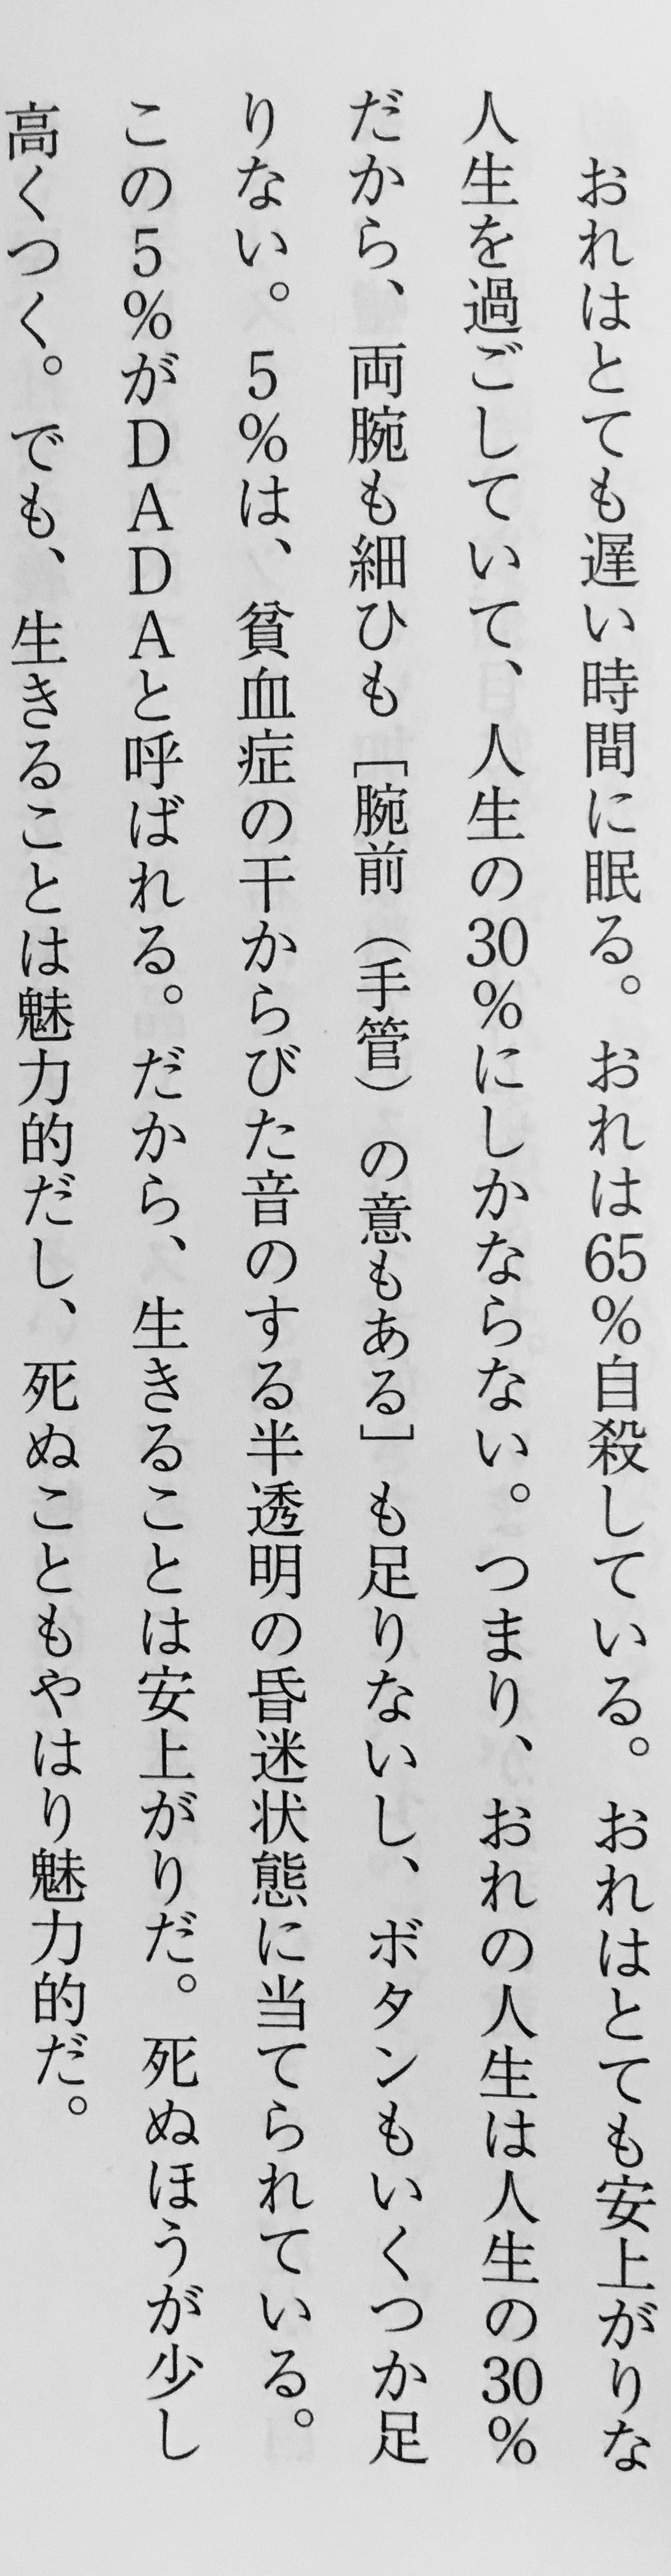 おれはとても遅い時間に眠る。おれは65％自殺している。おれはとても安上がりな
人生を過ごしていて、人生の30％にしかならない。つまり、おれの人生は人生の30％
だから、両腕も細ひも［腕前（手管）の意もある］も足りないし、ボタンもいくつか足
りない。5％は、貧血症の干からびた音のする半透明の昏迷状態に当てられている。
この5％がＤＡＤＡと呼ばれる。だから、生きることは安上がりだ。死ぬほうが少し
高くつく。でも、生きることは魅力的だし、死ぬこともやはり魅力的だ。